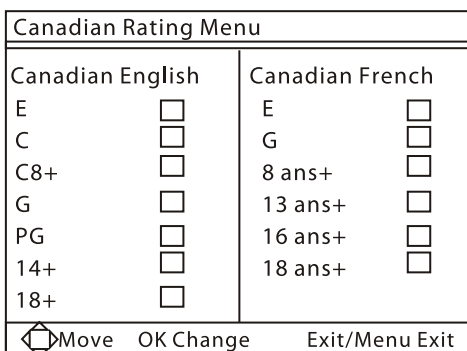 Canadian Rating Menu
Canadian English
E
C
C8+
G
PG
14+
18+
Canadian French
E
G
8 ans+
13 ans+
16 ans+
18 ans+
Move OK Change Exit/Menu Exit